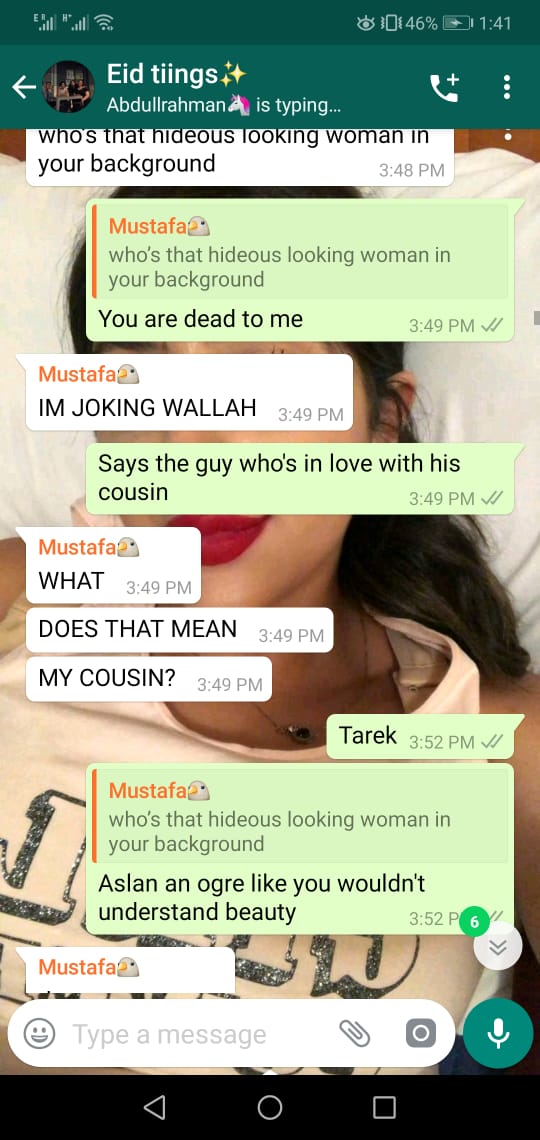 46% 1:41
Eid tiings✨
Abdullrahman🦄 is typing...
who's that hideous looking woman in
your background
3:48 PM
Mustafa
who's that hideous looking woman in
your background
You are dead to me
3:49 PM
Mustafa
IM JOKING WALLAH 3:49 PM
Says the guy who's in love with his
cousin
3:49 PM
Mustafa
WHAT 3:49 PM
DOES THAT MEAN 3:49 PM
MY COUSIN? 3:49 PM
Tarek 3:52 PM
Mustafa
who's that hideous looking woman in
your background
Aslan an ogre like you wouldn't
understand beauty
3:52 P
6
Mustafa
Type a message